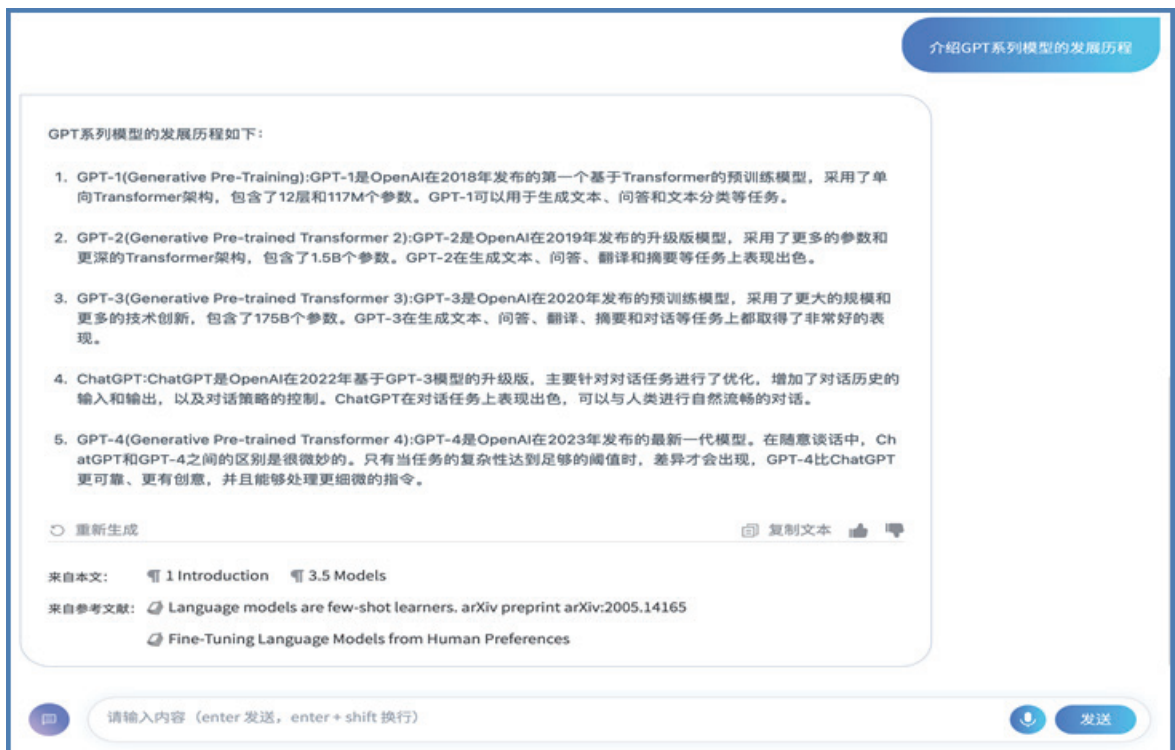 介绍GPT系列模型的发展历程
GPT系列模型的发展历程如下：
1. GPT-1(Generative Pre-Training):GPT-1是OpenAI在2018年发布的第一个基于Transformer的预训练模型，采用了单
向Transformer架构，包含了12层和117M个参数。GPT-1可以用于生成文本、问答和文本分类等任务。
2. GPT-2(Generative Pre-trained Transformer 2):GPT-2是OpenAI在2019年发布的升级版模型，采用了更多的参数和
更深的Transformer架构，包含了1.5B个参数。GPT-2在生成文本、问答、翻译和摘要等任务上表现出色。
3. GPT-3(Generative Pre-trained Transformer 3):GPT-3是OpenAI在2020年发布的预训练模型，采用了更大的规模和
更多的技术创新，包含了175B个参数。GPT-3在生成文本、问答、翻译、摘要和对话等任务上都取得了非常好的表
现。
4. ChatGPT:ChatGPT是OpenAI在2022年基于GPT-3模型的升级版，主要针对对话任务进行了优化，增加了对话历史的
输入和输出，以及对话策略的控制。ChatGPT在对话任务上表现出色，可以与人类进行自然流畅的对话。
5. GPT-4(Generative Pre-trained Transformer 4):GPT-4是OpenAI在2023年发布的最新一代模型。在随意谈话中，Ch
atGPT和GPT-4之间的区别是很微妙的。只有当任务的复杂性达到足够的阈值时，差异才会出现，GPT-4比ChatGPT
更可靠、更有创意，并且能够处理更细微的指令。
重新生成 复制文本
来自本文： ¶ 1 Introduction ¶ 3.5 Models
来自参考文献： Language models are few-shot learners. arXiv preprint arXiv:2005.14165
Fine-Tuning Language Models from Human Preferences
请输入内容（enter 发送，enter + shift 换行） 发送